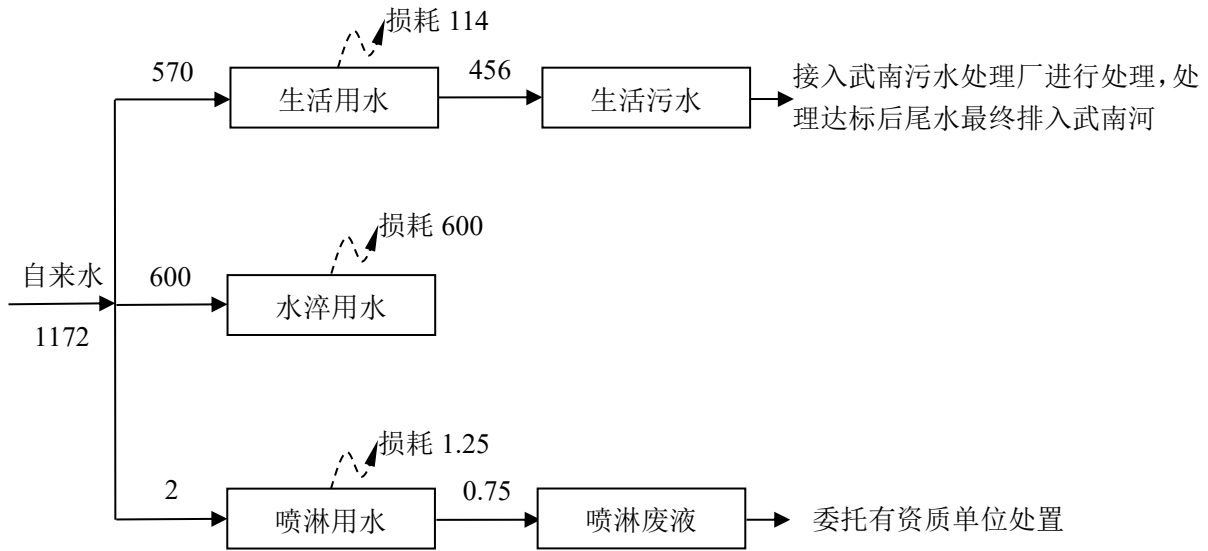 损耗 114
570
456
生活用水
生活污水
接入武南污水处理厂进行处理，处
理达标后尾水最终排入武南河
损耗 600
自来水
600
水淬用水
1172
损耗 1.25
2
0.75
喷淋用水
喷淋废液
委托有资质单位处置